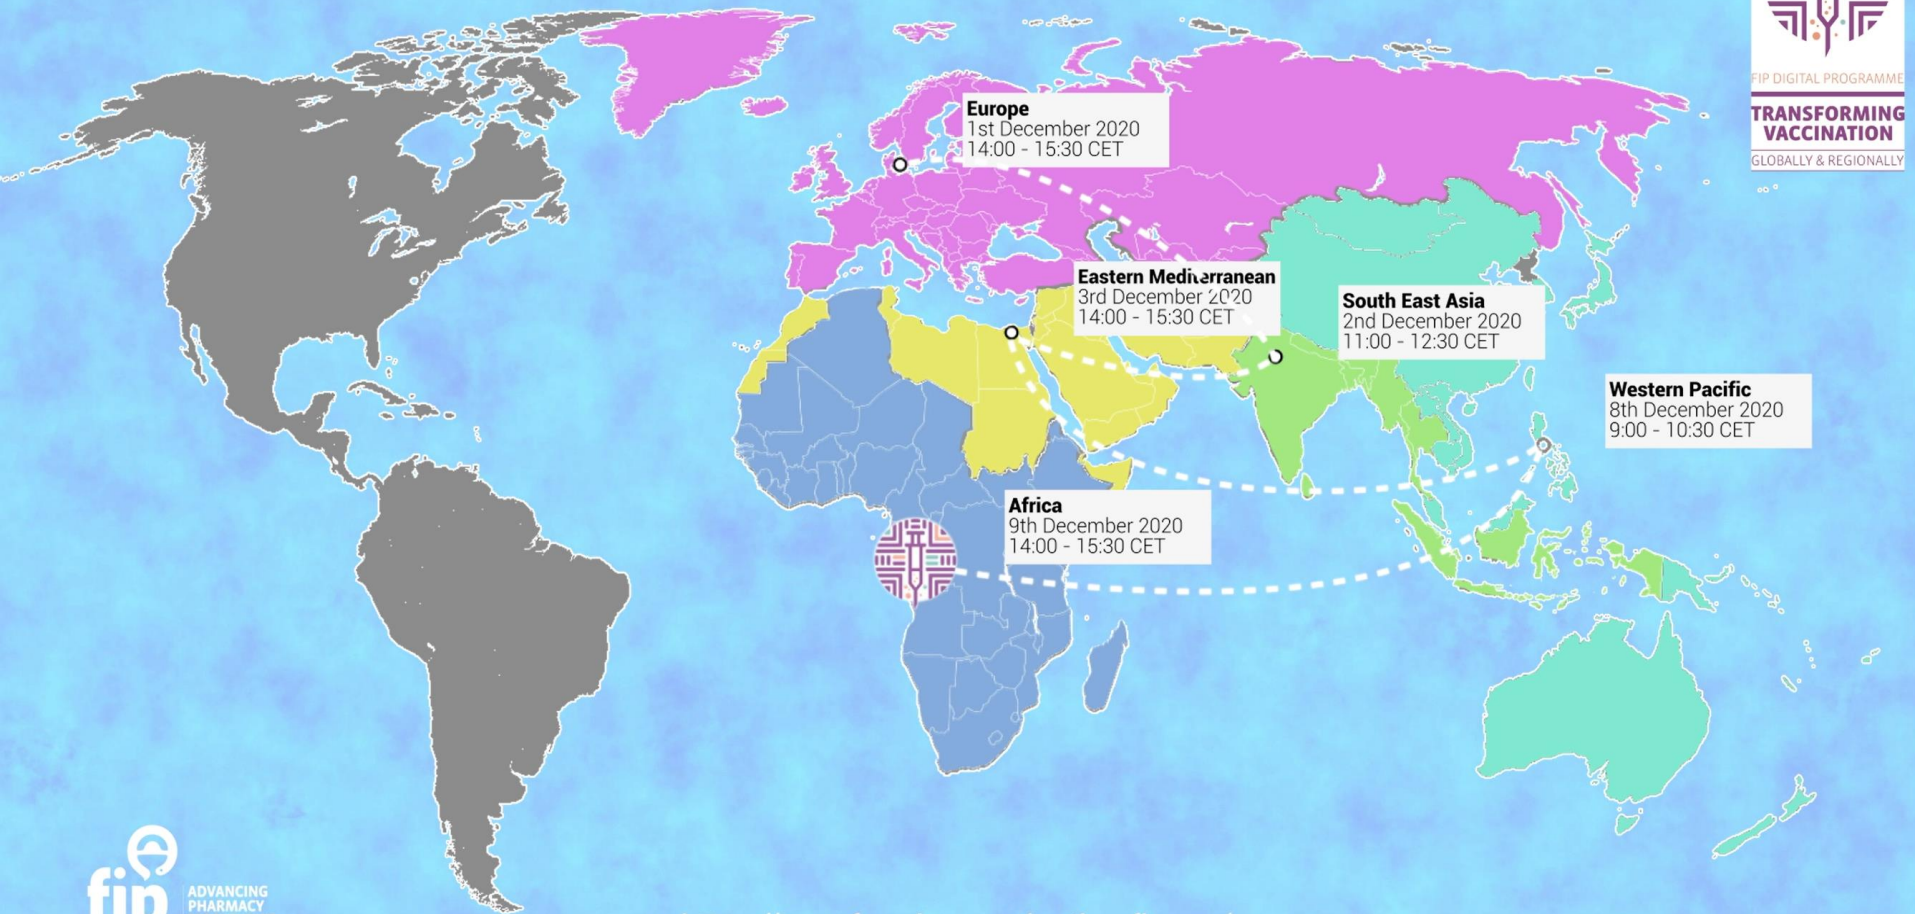 FIP DIGITAL PROGRAMME
TRANSFORMING
VACCINATION
GLOBALLY & REGIONALLY
Europe
1st December 2020
14:00 - 15:30 CET
Eastern Mediterranean
3rd December 2020
14:00 - 15:30 CET
South East Asia
2nd December 2020
11:00 - 12:30 CET
Western Pacific
8th December 2020
9:00 - 10:30 CET
Africa
9th December 2020
14:00 - 15:30 CET
fip
ADVANCING
PHARMACY